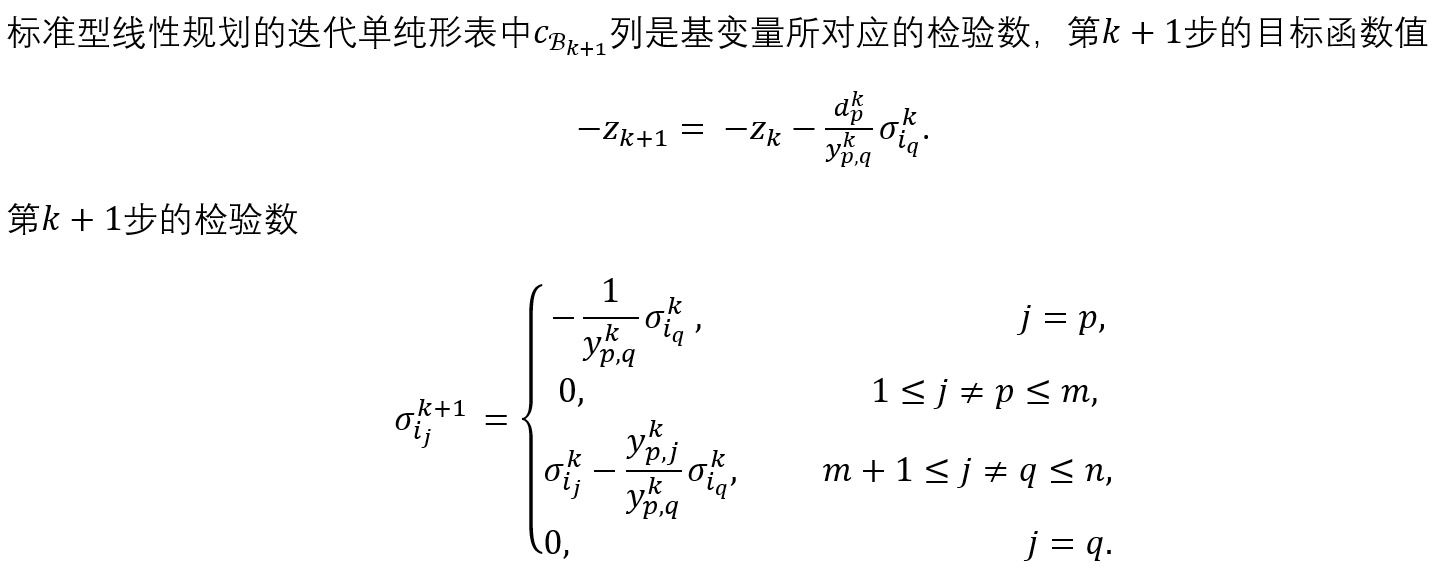 标准型线性规划的迭代单纯形表中$c_{\mathcal{B}_{k+1}}$列是基变量所对应的检验数，第$k+1$步的目标函数值
$-z_{k+1} = -z_k - \frac{d_p^k}{y_{p,q}^k}\sigma_{i_q}^k.$
第$k+1$步的检验数
$\sigma_{i_j}^{k+1} = \begin{cases} -\frac{1}{y_{p,q}^k}\sigma_{i_q}^k, & j = p, \\ 0, & 1 \le j \ne p \le m, \\ \sigma_{i_j}^k - \frac{y_{p,j}^k}{y_{p,q}^k}\sigma_{i_q}^k, & m+1 \le j \ne q \le n, \\ 0, & j = q. \end{cases}$